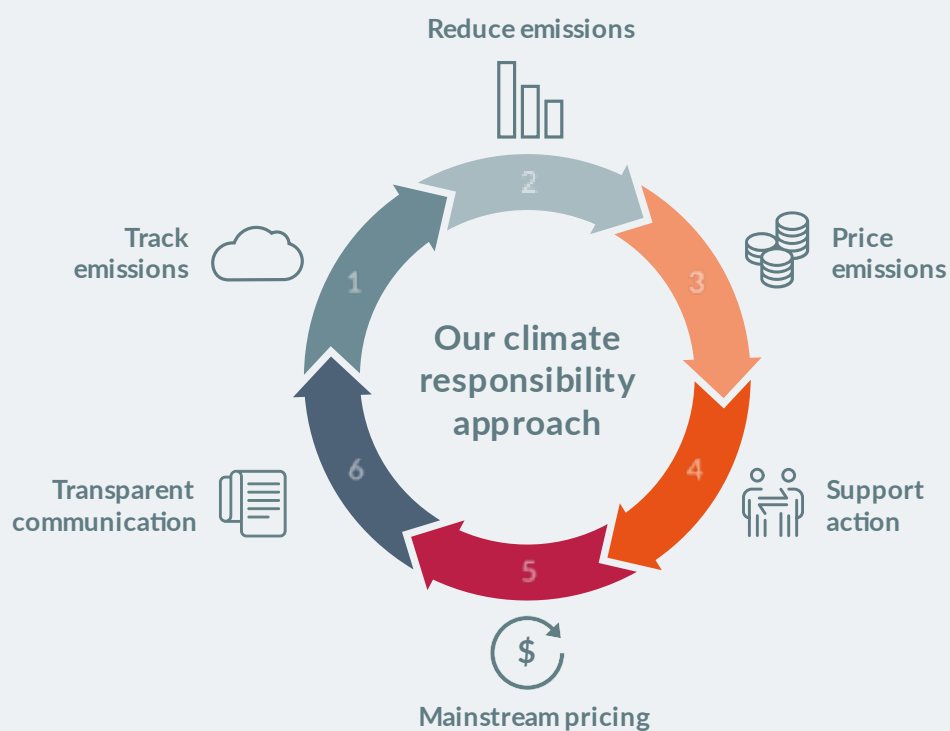 Reduce emissions
2
Track
emissions
1
3
Price
emissions
Our climate
responsibility
approach
Transparent
communication
6
4
Support
action
5
$
Mainstream pricing